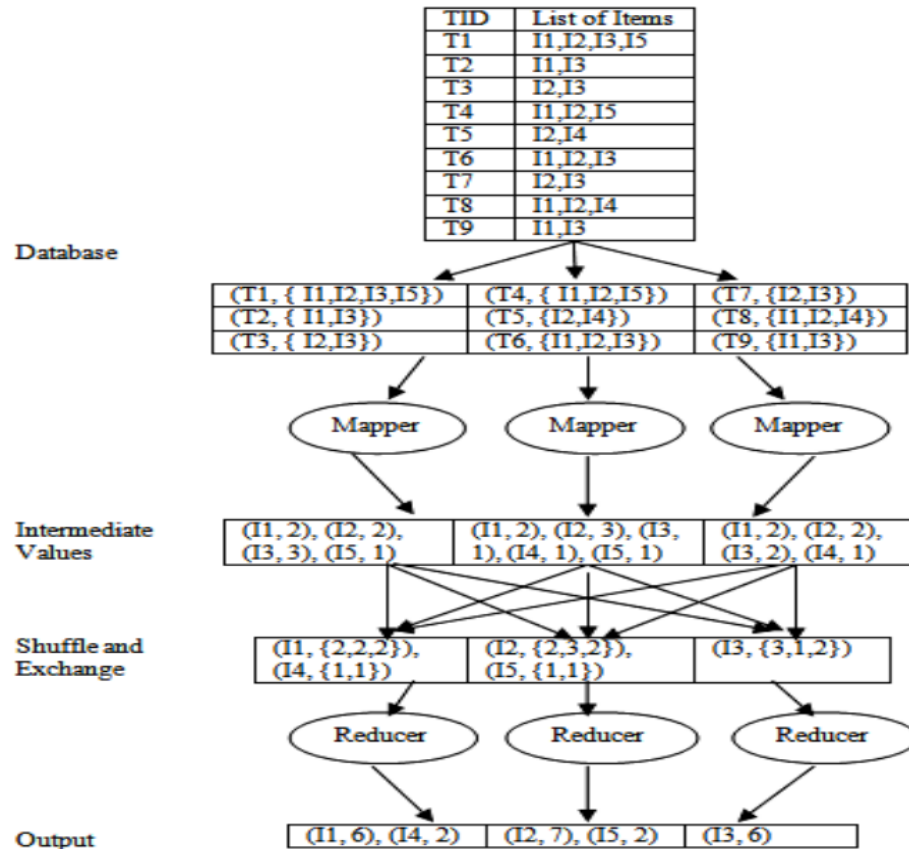 TID List of Items
T1 I1,I2,I3,I5
T2 I1,I3
T3 I2,I3
T4 I1,I2,I5
T5 I2,I4
T6 I1,I2,I3
T7 I2,I3
T8 I1,I2,I4
T9 I1,I3
Database
(T1, { I1,I2,I3,I5}) (T4, { I1,I2,I5}) (T7, {I2,I3})
(T2, { I1,I3}) (T5, {I2,I4}) (T8, {I1,I2,I4})
(T3, { I2,I3}) (T6, {I1,I2,I3}) (T9, {I1,I3})
Mapper Mapper Mapper
Intermediate
Values
(I1, 2), (I2, 2),
(I3, 3), (I5, 1)
(I1, 2), (I2, 3), (I3,
1), (I4, 1), (I5, 1)
(I1, 2), (I2, 2),
(I3, 2), (I4, 1)
Shuffle and
Exchange
(I1, {2,2,2}),
(I4, {1,1})
(I2, {2,3,2}),
(I5, {1,1})
(I3, {3,1,2})
Reducer Reducer Reducer
Output
(I1, 6), (I4, 2) (I2, 7), (I5, 2) (I3, 6)